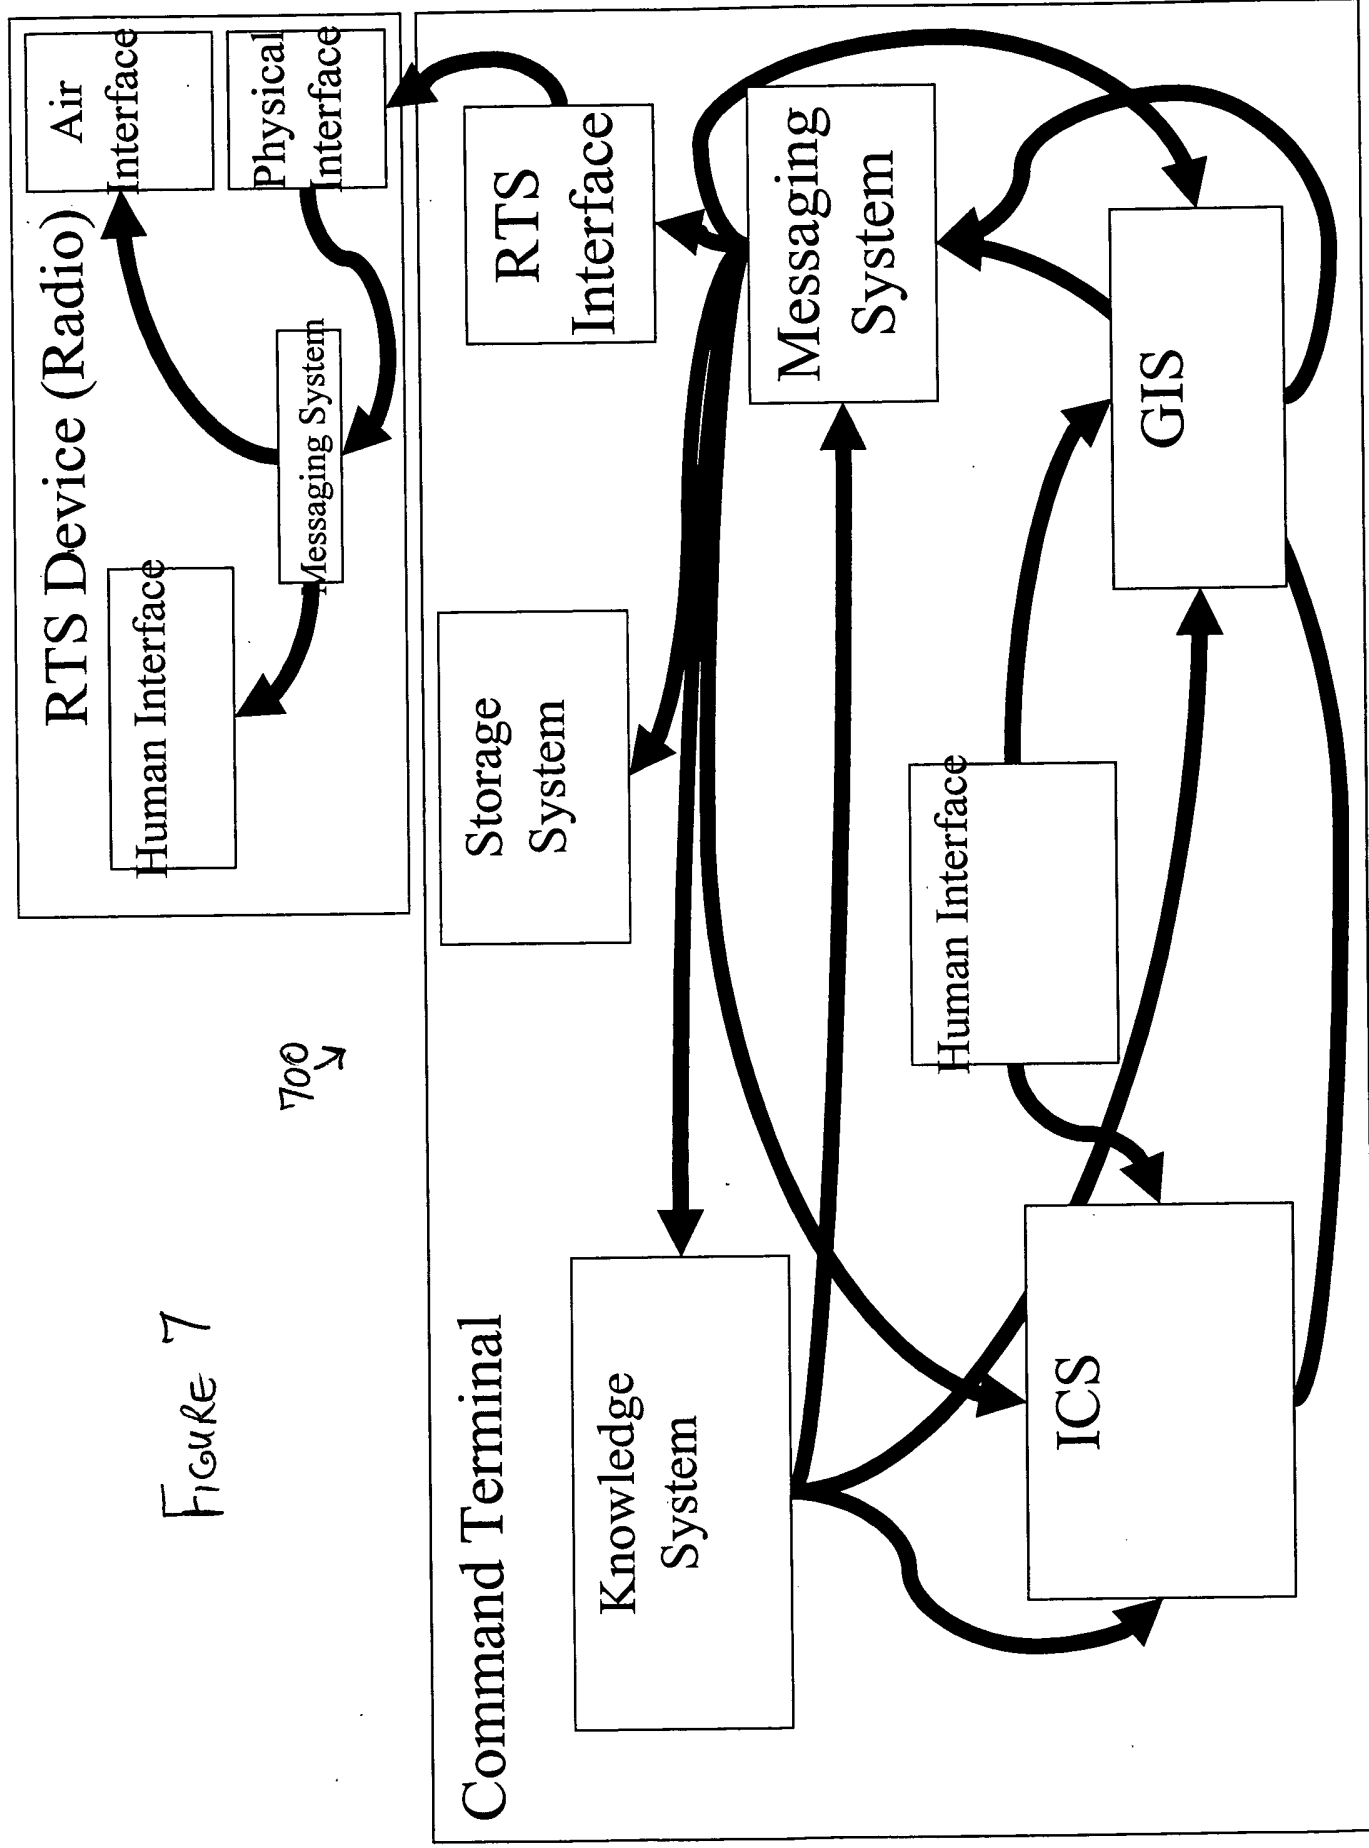 FIGURE 7
700
RTS Device (Radio)
Human Interface
Messaging System
Air
Interface
Physical
Interface
Command Terminal
Knowledge
System
Storage
System
RTS
Interface
Messaging
System
Human Interface
ICS
GIS